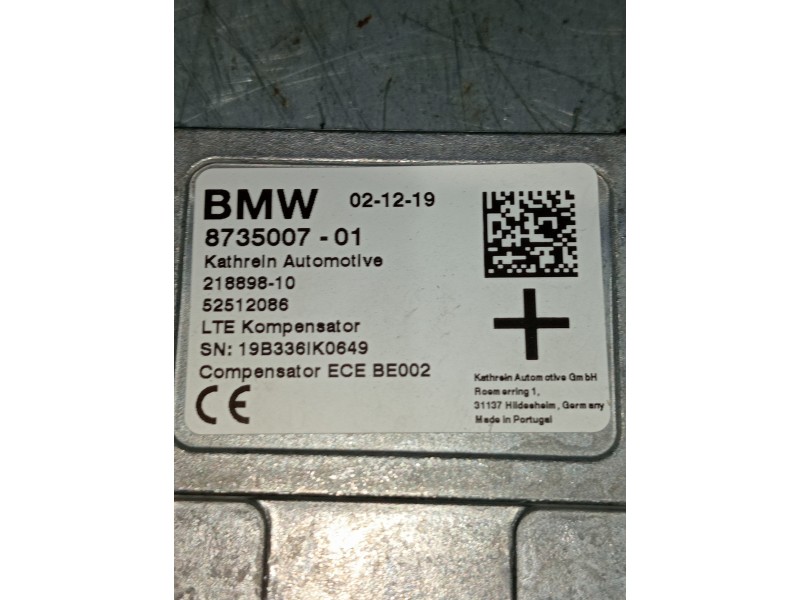 BMW 02-12-19
8735007-01
Kathrein Automotive
218898-10
52512086
LTE Kompensator
SN: 19B336IK0649
Compensator ECE BE002
CE
Kathrein Automotive GmbH
Roemerring 1,
31137 Hildesheim, Germany
Made in Portugal